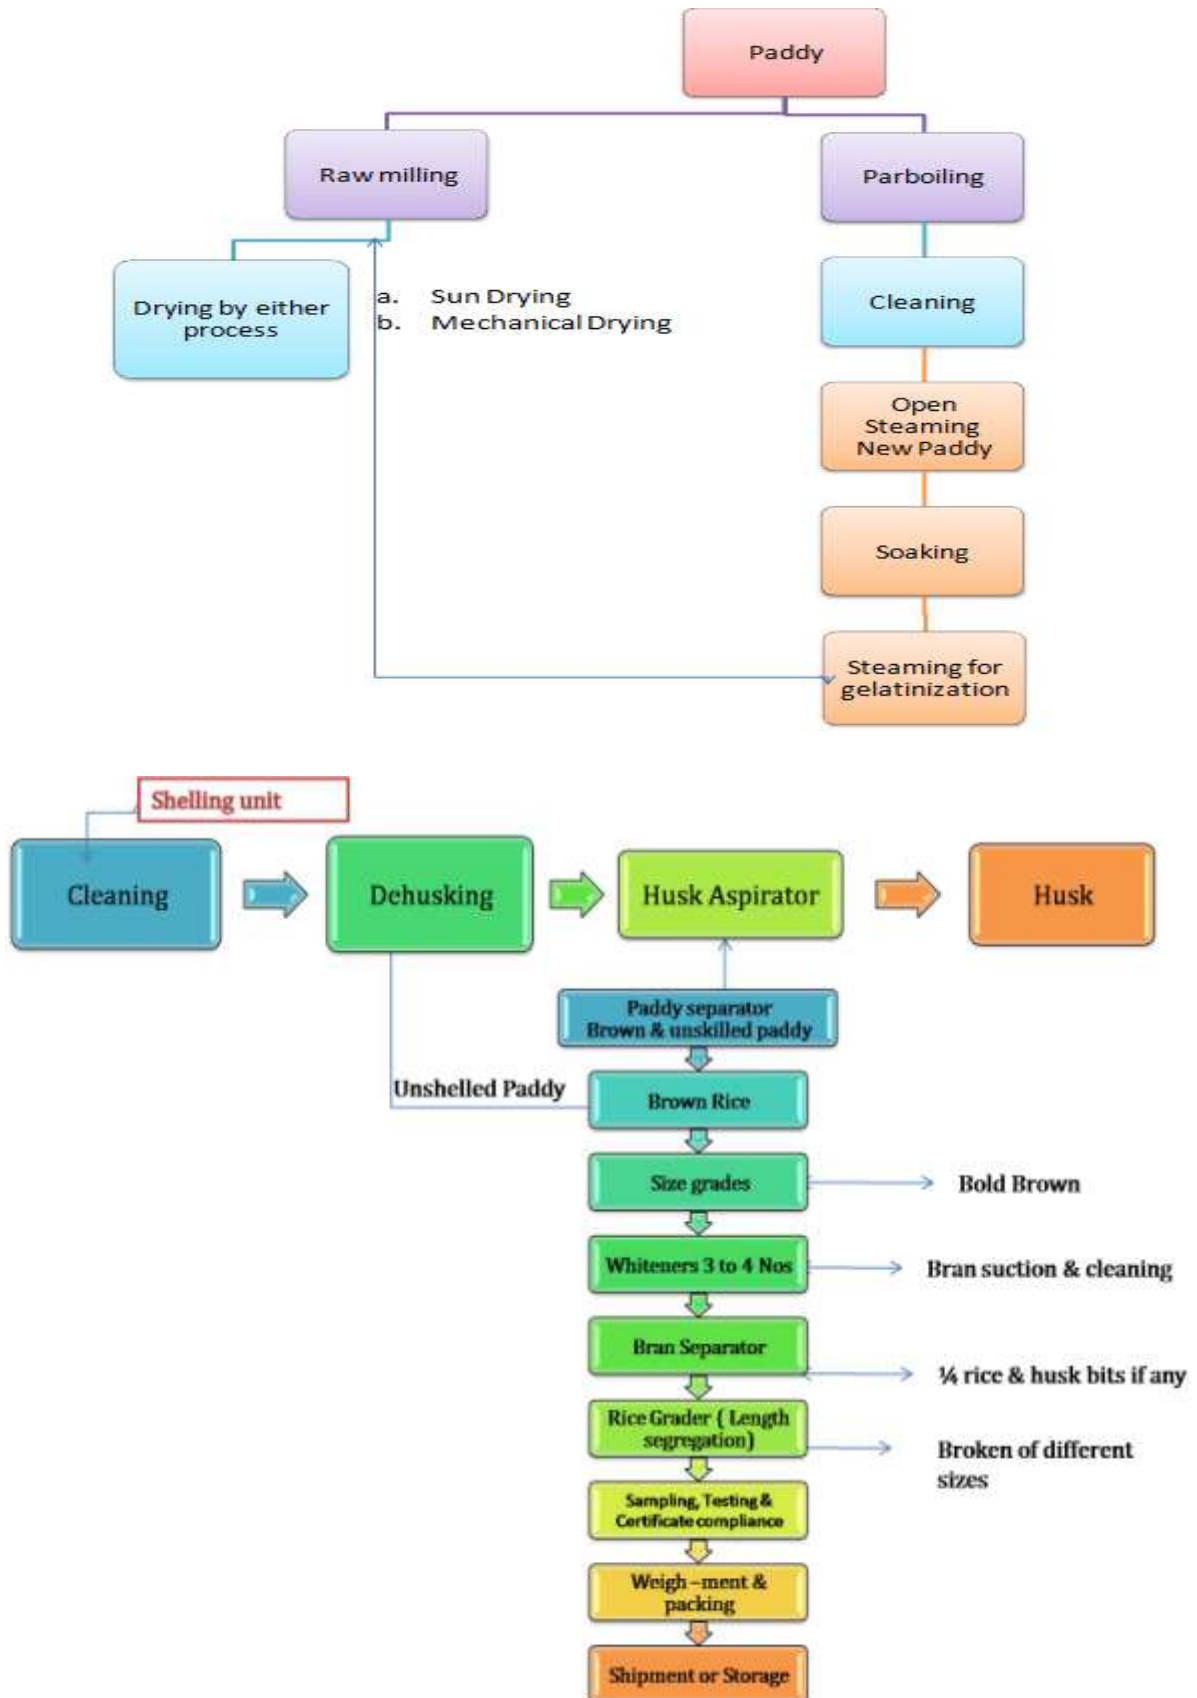 Paddy
Raw milling
Parboiling
Drying by either
process
a. Sun Drying
b. Mechanical Drying
Cleaning
Open
Steaming
New Paddy
Soaking
Steaming for
gelatinization
Shelling unit
Cleaning
Dehusking
Husk Aspirator
Husk
Paddy separator
Brown & unskilled paddy
Unshelled Paddy
Brown Rice
Size grades
Bold Brown
Whiteners 3 to 4 Nos
Bran suction & cleaning
Bran Separator
¼ rice & husk bits if any
Rice Grader ( Length
segregation)
Broken of different
sizes
Sampling, Testing &
Certificate compliance
Weigh –ment &
packing
Shipment or Storage